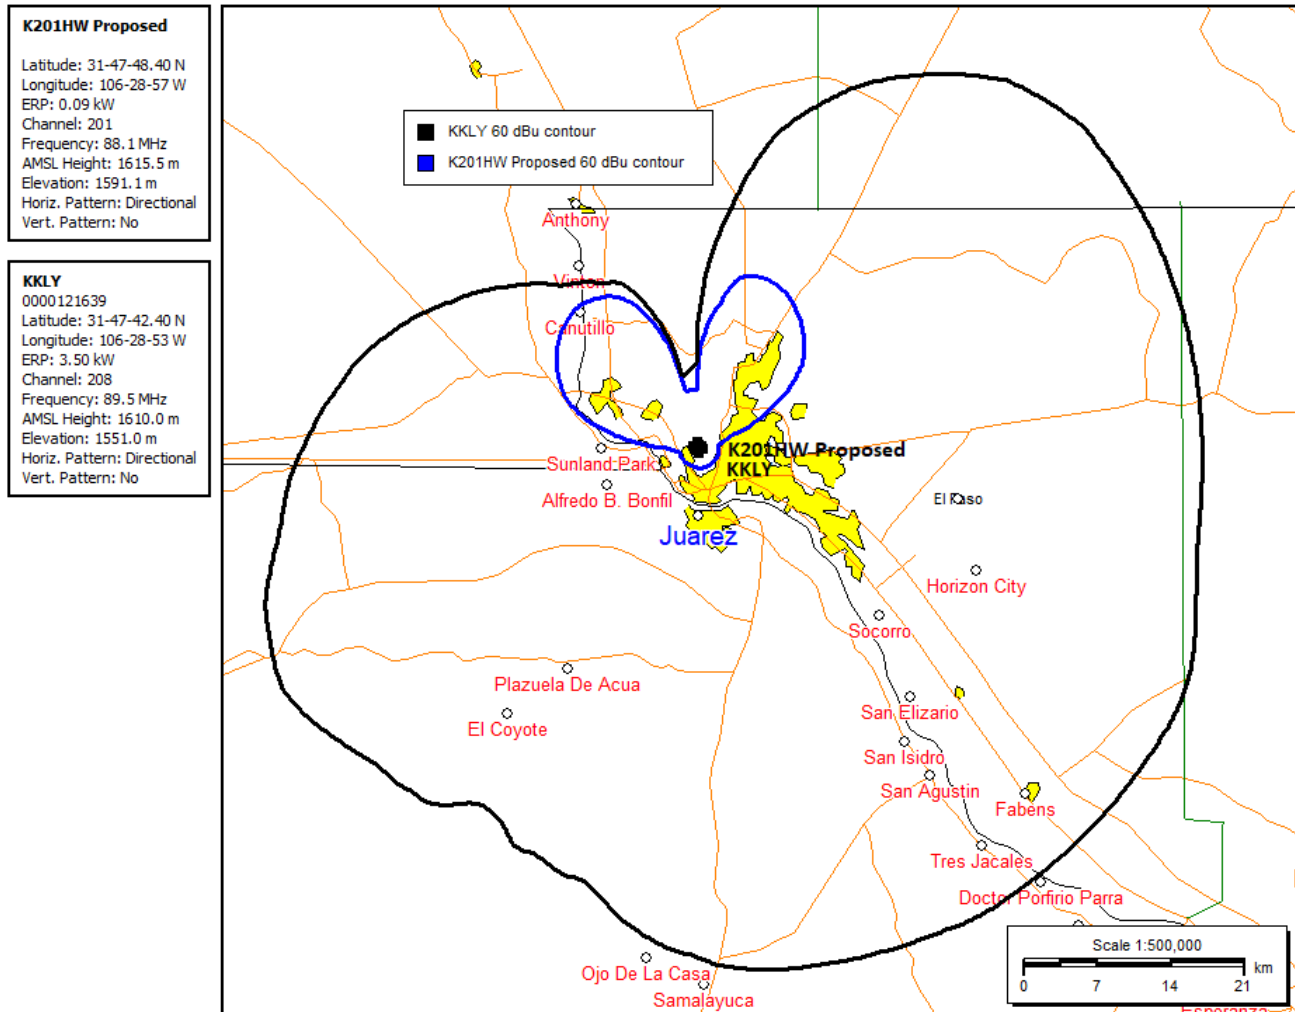 K201HW Proposed
Latitude: 31-47-48.40 N
Longitude: 106-28-57 W
ERP: 0.09 kW
Channel: 201
Frequency: 88.1 MHz
AMSL Height: 1615.5 m
Elevation: 1591.1 m
Horiz. Pattern: Directional
Vert. Pattern: No
KKLY
0000121639
Latitude: 31-47-42.40 N
Longitude: 106-28-53 W
ERP: 3.50 kW
Channel: 208
Frequency: 89.5 MHz
AMSL Height: 1610.0 m
Elevation: 1551.0 m
Horiz. Pattern: Directional
Vert. Pattern: No
KKLY 60 dBu contour
K201HW Proposed 60 dBu contour
Anthony
Vinton
Canutillo
K201HW Proposed
Sunland Park
KKLY
Alfredo B. Bonfil
El Paso
Juarez
Horizon City
Socorro
Plazuela De Acua
San Elizario
El Coyote
San Isidro
San Agustin
Fabens
Tres Jacales
Doctor Porfirio Parra
Ojo De La Casa
Samalayuca
Scale 1:500,000
km
0 7 14 21
Esperanza